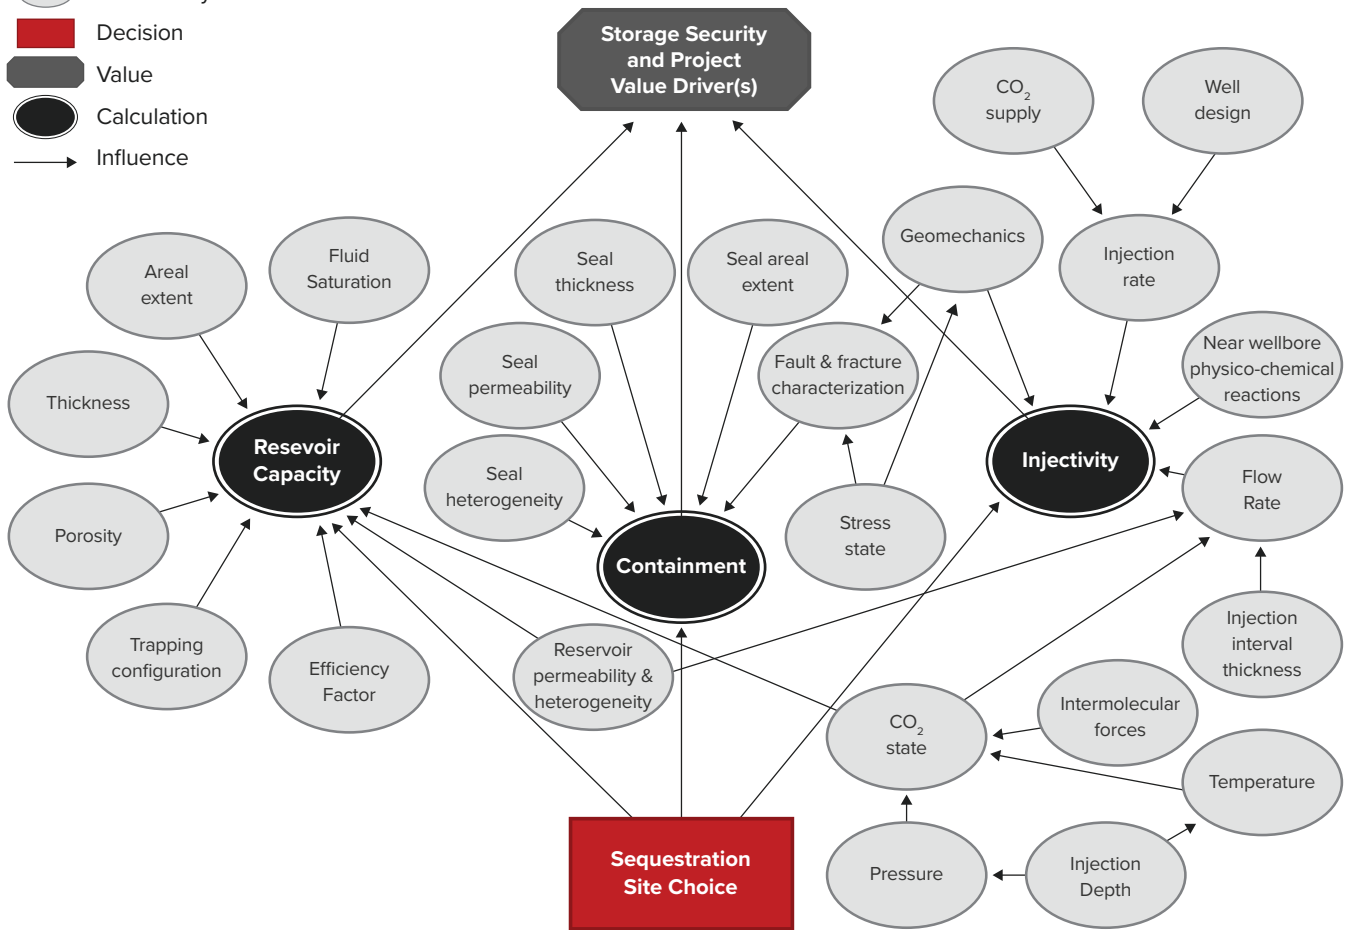 Decision
Value
Calculation
Influence
Storage Security
and Project
Value Driver(s)
CO2
supply
Well
design
Geomechanics
Injection
rate
Areal
extent
Fluid
Saturation
Seal
thickness
Seal areal
extent
Seal
permeability
Fault & fracture
characterization
Near wellbore
physico-chemical
reactions
Thickness
Resevoir
Capacity
Injectivity
Seal
heterogeneity
Flow
Rate
Stress
state
Porosity
Containment
Trapping
configuration
Efficiency
Factor
Reservoir
permeability &
heterogeneity
Injection
interval
thickness
CO2
state
Intermolecular
forces
Temperature
Sequestration
Site Choice
Pressure
Injection
Depth